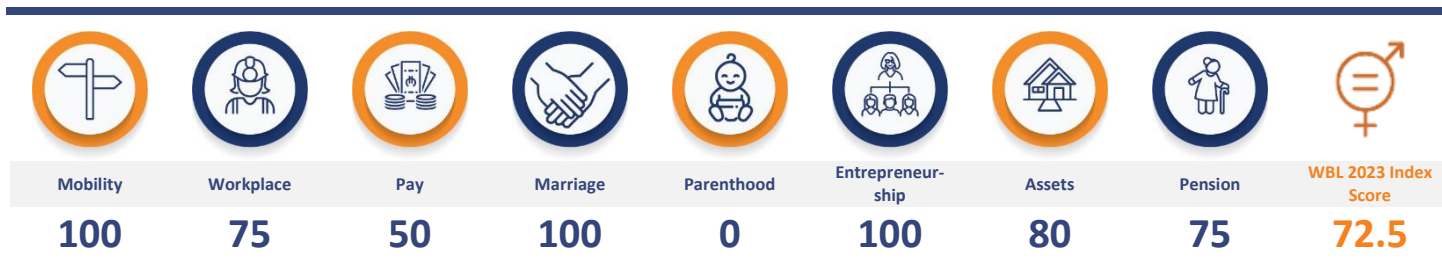 Mobility
Workplace
Pay
Marriage
Parenthood
Entrepreneur-
ship
Assets
Pension
WBL 2023 Index
Score
100
75
50
100
0
100
80
75
72.5